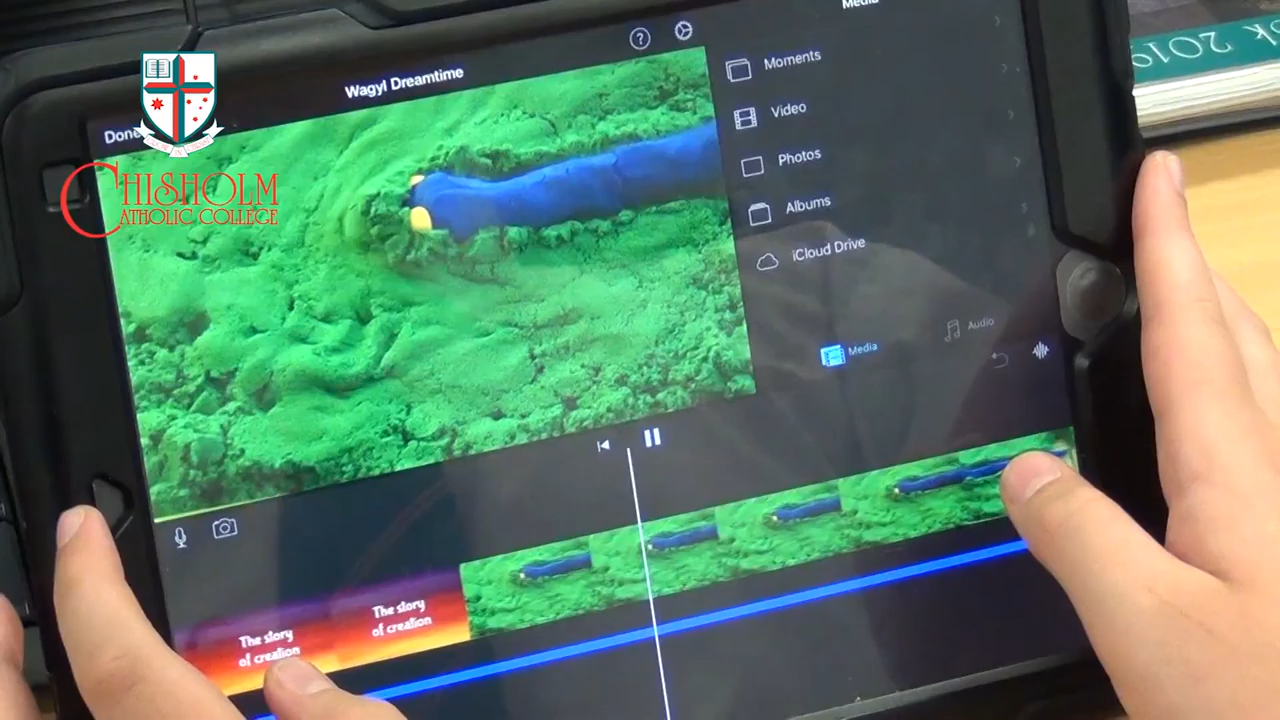 Media
Moments
Wagyl Dreamtime
Video
Done
Photos
CHISHOLM
CATHOLIC COLLEGE
Albums
iCloud Drive
Audio
Media
The story
of creation
The story
of creation